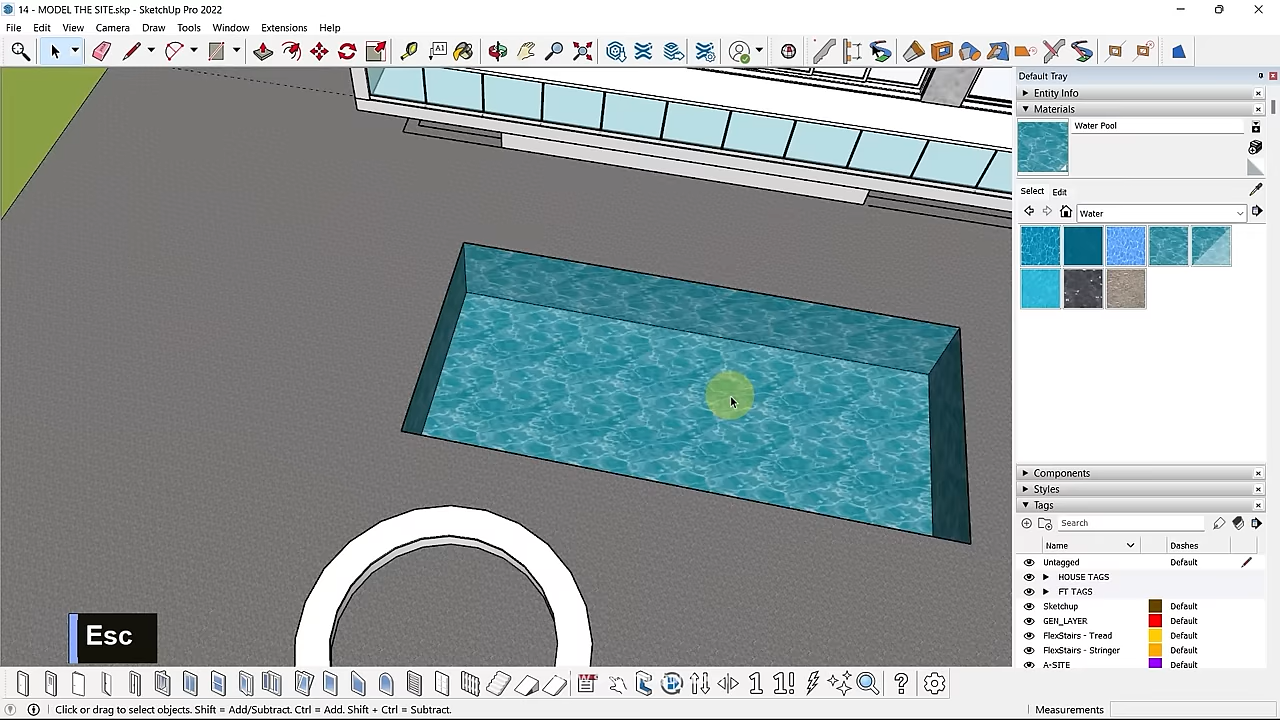 14 - MODEL THE SITE.skp - SketchUp Pro 2022
File Edit View Camera Draw Tools Window Extensions Help
A1
Default Tray
Entity Info
Materials
Water Pool
Select Edit
Water
Components
Styles
Tags
Search
Name Dashes
Untagged Default
HOUSE TAGS
FT TAGS
Sketchup Default
GEN_LAYER Default
FlexStairs - Tread Default
FlexStairs - Stringer Default
A-SITE Default
Esc
1 1! ?
Click or drag to select objects. Shift = Add/Subtract. Ctrl = Add. Shift + Ctrl = Subtract.
Measurements